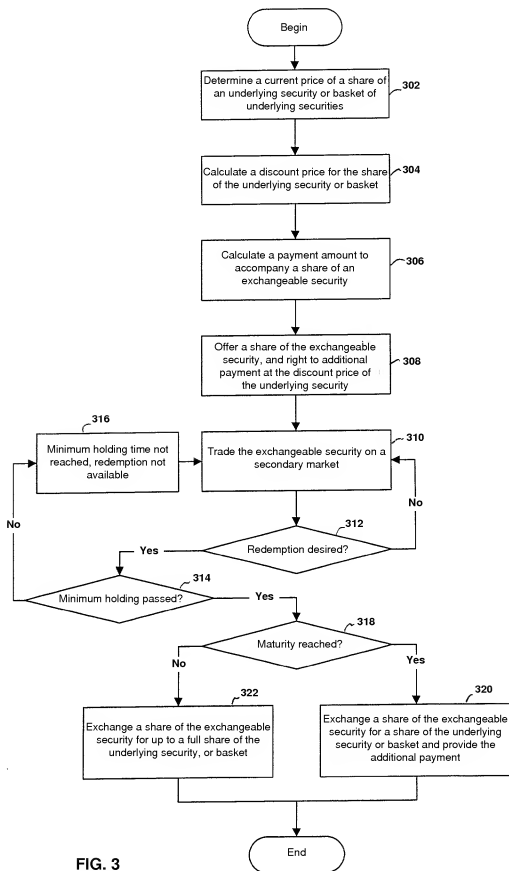 Begin
Determine a current price of a share of
an underlying security or basket of
underlying securities
302
Calculate a discount price for the share
of the underlying security or basket
304
Calculate a payment amount to
accompany a share of an
exchangeable security
306
Offer a share of the exchangeable
security, and right to additional
payment at the discount price of
the underlying security
308
316
Minimum holding time not
reached, redemption not
available
310
Trade the exchangeable security on a
secondary market
No
No
312
Redemption desired?
Yes
314
Minimum holding passed?
Yes
318
Maturity reached?
No
Yes
322
Exchange a share of the exchangeable
security for up to a full share of the
underlying security, or basket
320
Exchange a share of the exchangeable
security for a share of the underlying
security or basket and provide the
additional payment
End
FIG. 3